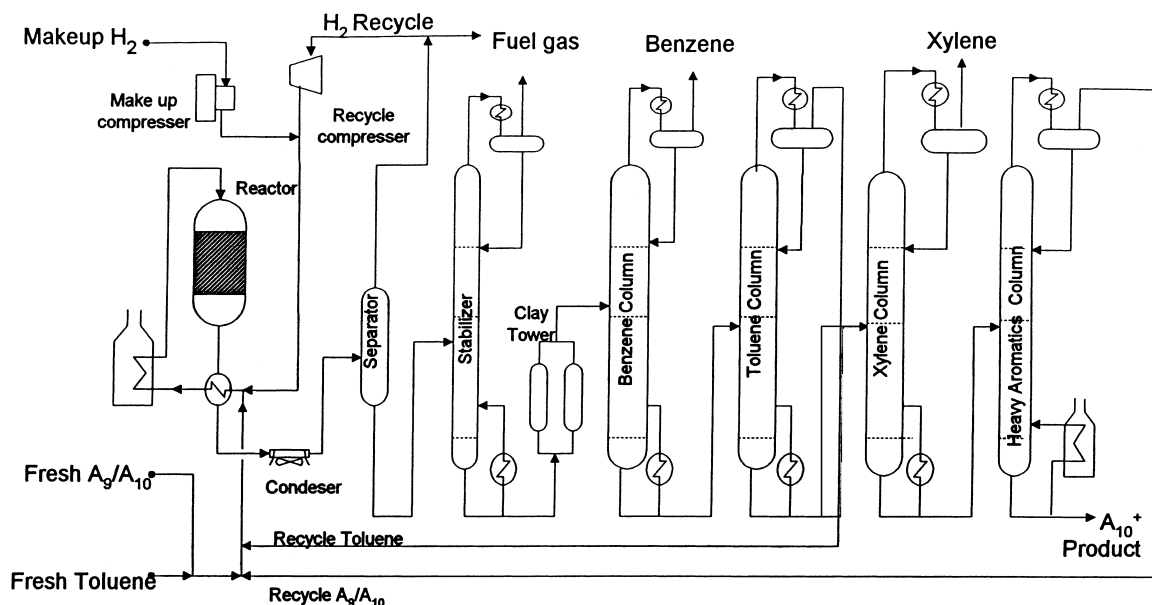 H₂ Recycle
Makeup H₂
Fuel gas
Benzene
Xylene
Make up
compresser
Recycle
compresser
Reactor
Separator
Stabilizer
Clay
Tower
Benzene Column
Toluene Column
Xylene Column
Heavy Aromatics Column
Fresh A₉/A₁₀
Condeser
A₁₀⁺
Product
Recycle Toluene
Fresh Toluene
Recycle A₉/A₁₀